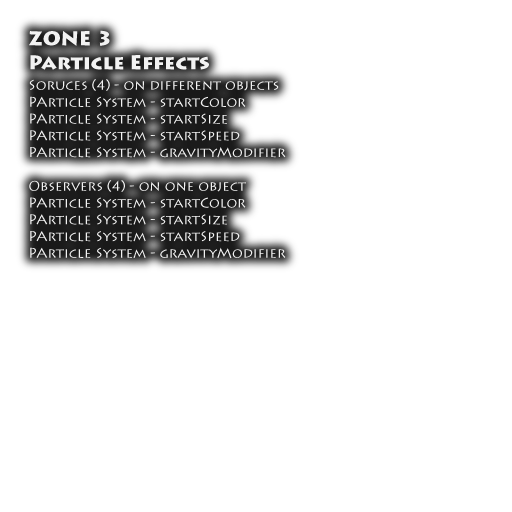 ZONE 3
Particle Effects
Soruces (4) - on different objects
PArticle System - startColor
PArticle System - startSize
PArticle System - startSpeed
PArticle System - gravityModifier
Observers (4) - on one object
PArticle System - startColor
PArticle System - startSize
PArticle System - startSpeed
PArticle System - gravityModifier